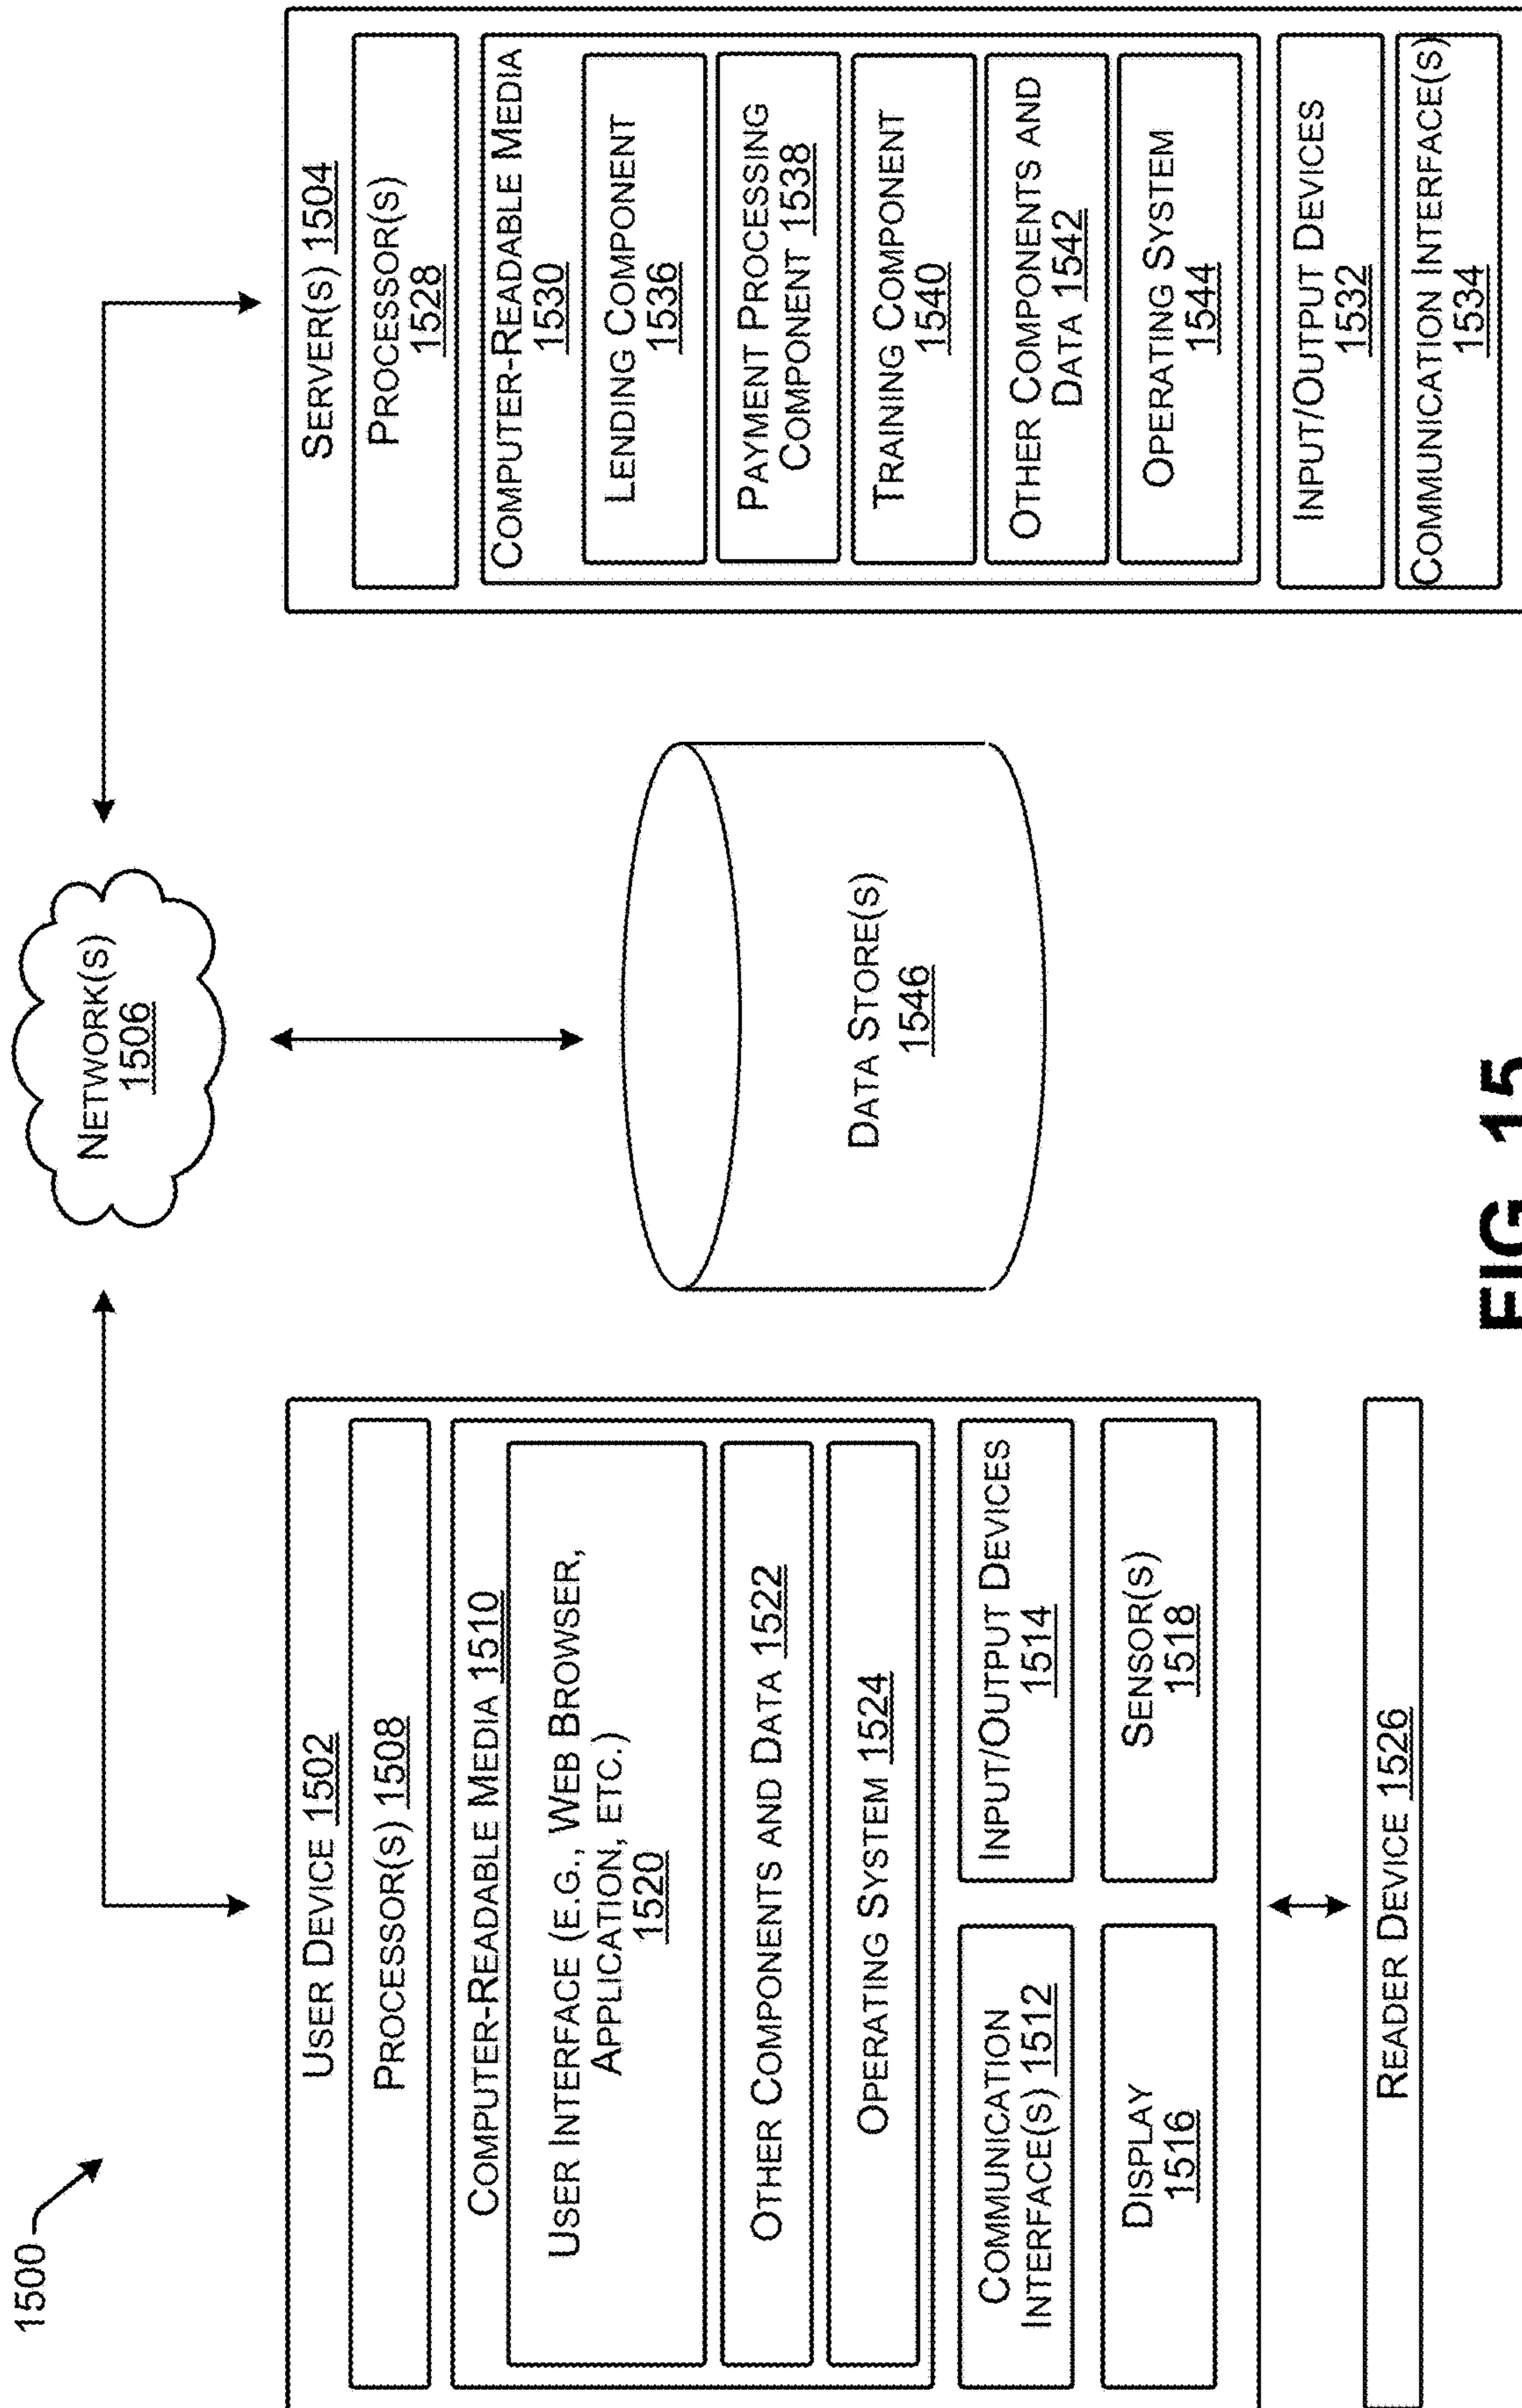 1500
NETWORK(S)
1506
USER DEVICE 1502
PROCESSOR(S) 1508
COMPUTER-READABLE MEDIA 1510
USER INTERFACE (E.G., WEB BROWSER,
APPLICATION, ETC.)
1520
OTHER COMPONENTS AND DATA 1522
OPERATING SYSTEM 1524
COMMUNICATION
INTERFACE(S) 1512
INPUT/OUTPUT DEVICES
1514
DISPLAY
1516
SENSOR(S)
1518
READER DEVICE 1526
DATA STORE(S)
1546
SERVER(S) 1504
PROCESSOR(S)
1528
COMPUTER-READABLE MEDIA
1530
LENDING COMPONENT
1536
PAYMENT PROCESSING
COMPONENT 1538
TRAINING COMPONENT
1540
OTHER COMPONENTS AND
DATA 1542
OPERATING SYSTEM
1544
INPUT/OUTPUT DEVICES
1532
COMMUNICATION INTERFACE(S)
1534
FIG. 15